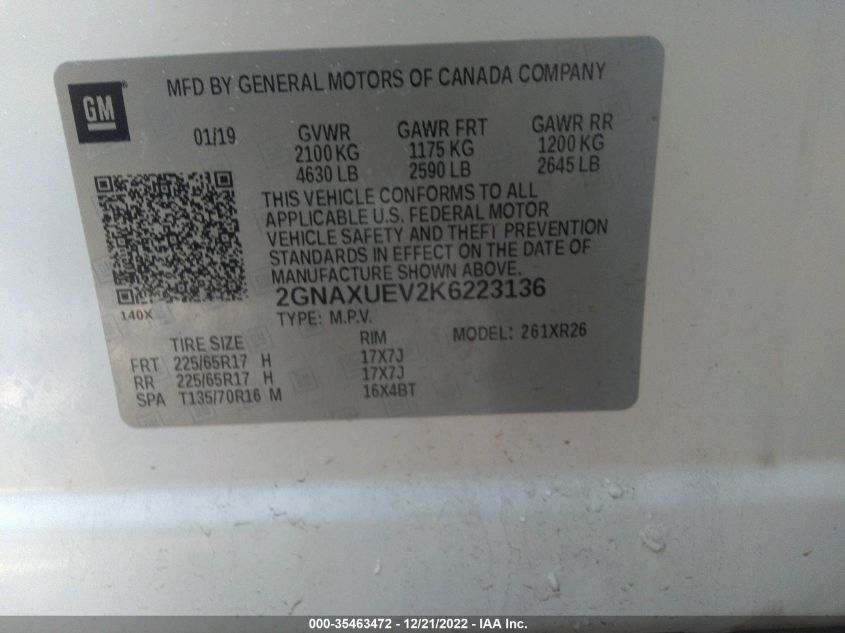 GM
MFD BY GENERAL MOTORS OF CANADA COMPANY
01/19 GVWR GAWR FRT GAWR RR
2100 KG 1175 KG 1200 KG
4630 LB 2590 LB 2645 LB
THIS VEHICLE CONFORMS TO ALL
APPLICABLE U.S. FEDERAL MOTOR
VEHICLE SAFETY AND THEFT PREVENTION
STANDARDS IN EFFECT ON THE DATE OF
MANUFACTURE SHOWN ABOVE.
2GNAXUEV2K6223136
140X
TYPE: M.P.V.
MODEL: 261XR26
TIRE SIZE RIM
FRT 225/65R17 H 17X7J
RR 225/65R17 H 17X7J
SPA T135/70R16 M 16X4BT
000-35463472 - 12/21/2022 - IAA Inc.